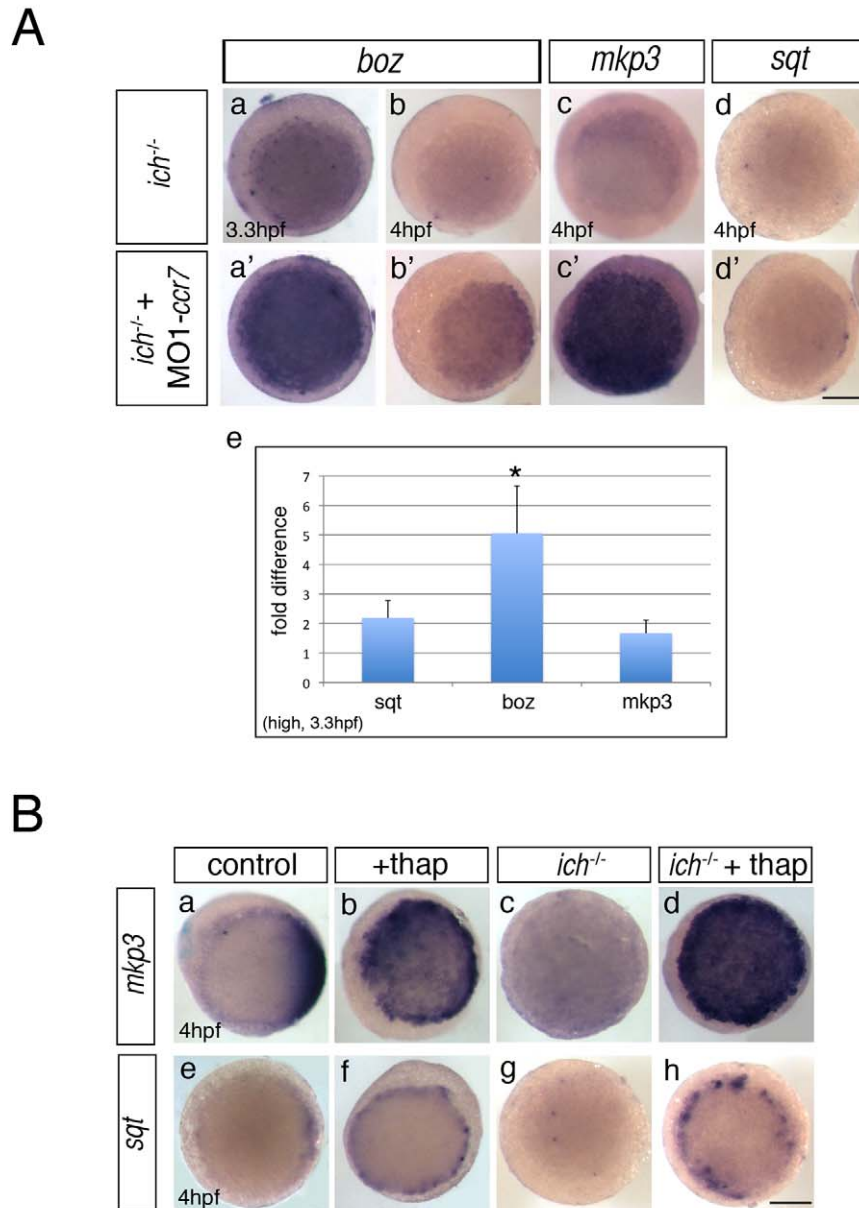 A
boz mkp3 sqt
ich-/-
a b c d
3.3hpf 4hpf 4hpf 4hpf
ich-/- +
MO1-ccr7
a' b' c' d'
e
7
6
5
4
3
2
1
0
fold difference
*
sqt boz mkp3
(high, 3.3hpf)
B
control +thap ich-/- ich-/- + thap
mkp3
a b c d
4hpf
sqt
e f g h
4hpf